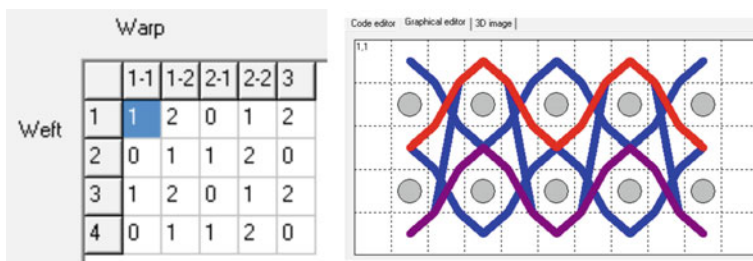 Warp
1-1 1-2 2-1 2-2 3
Weft
1 1 2 0 1 2
2 0 1 1 2 0
3 1 2 0 1 2
4 0 1 1 2 0
Code editor Graphical editor 3D image
1,1